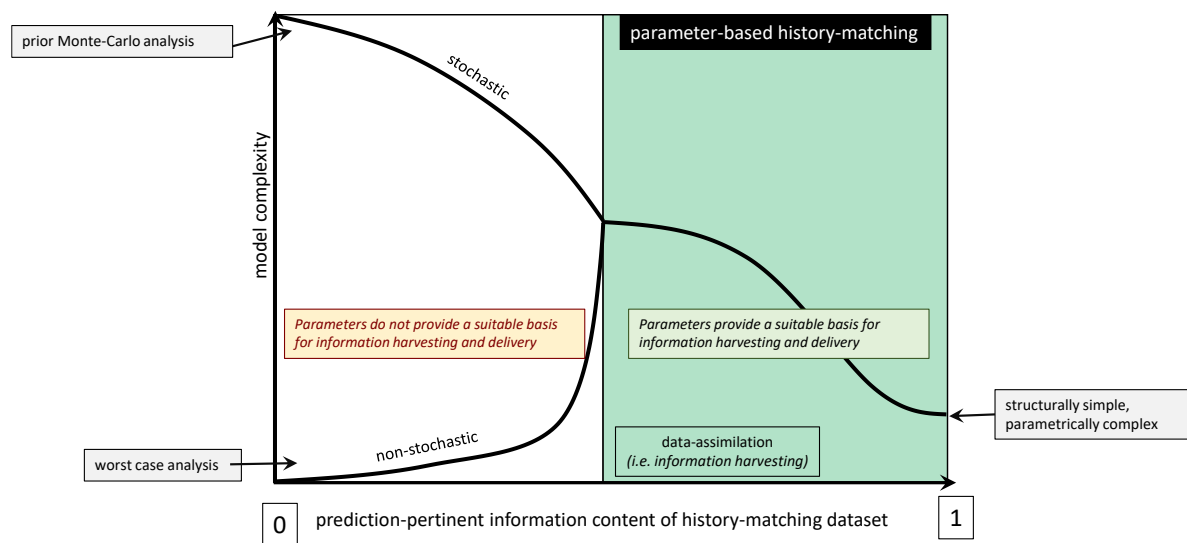 prior Monte-Carlo analysis
parameter-based history-matching
stochastic
model complexity
Parameters do not provide a suitable basis
for information harvesting and delivery
Parameters provide a suitable basis for
information harvesting and delivery
structurally simple,
parametrically complex
non-stochastic
data-assimilation
(i.e. information harvesting)
worst case analysis
0
prediction-pertinent information content of history-matching dataset
1